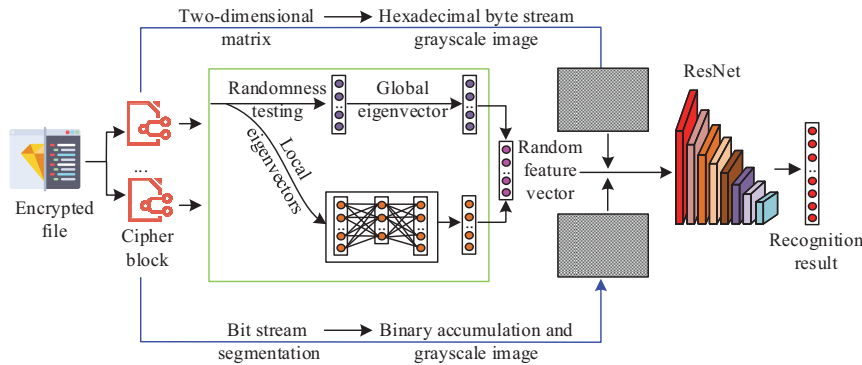 Two-dimensional
matrix
Hexadecimal byte stream
grayscale image
Randomness
testing
Global
eigenvector
Local
eigenvectors
...
Encrypted
file
Cipher
block
Random
feature
vector
ResNet
Recognition
result
Bit stream
segmentation
Binary accumulation and
grayscale image